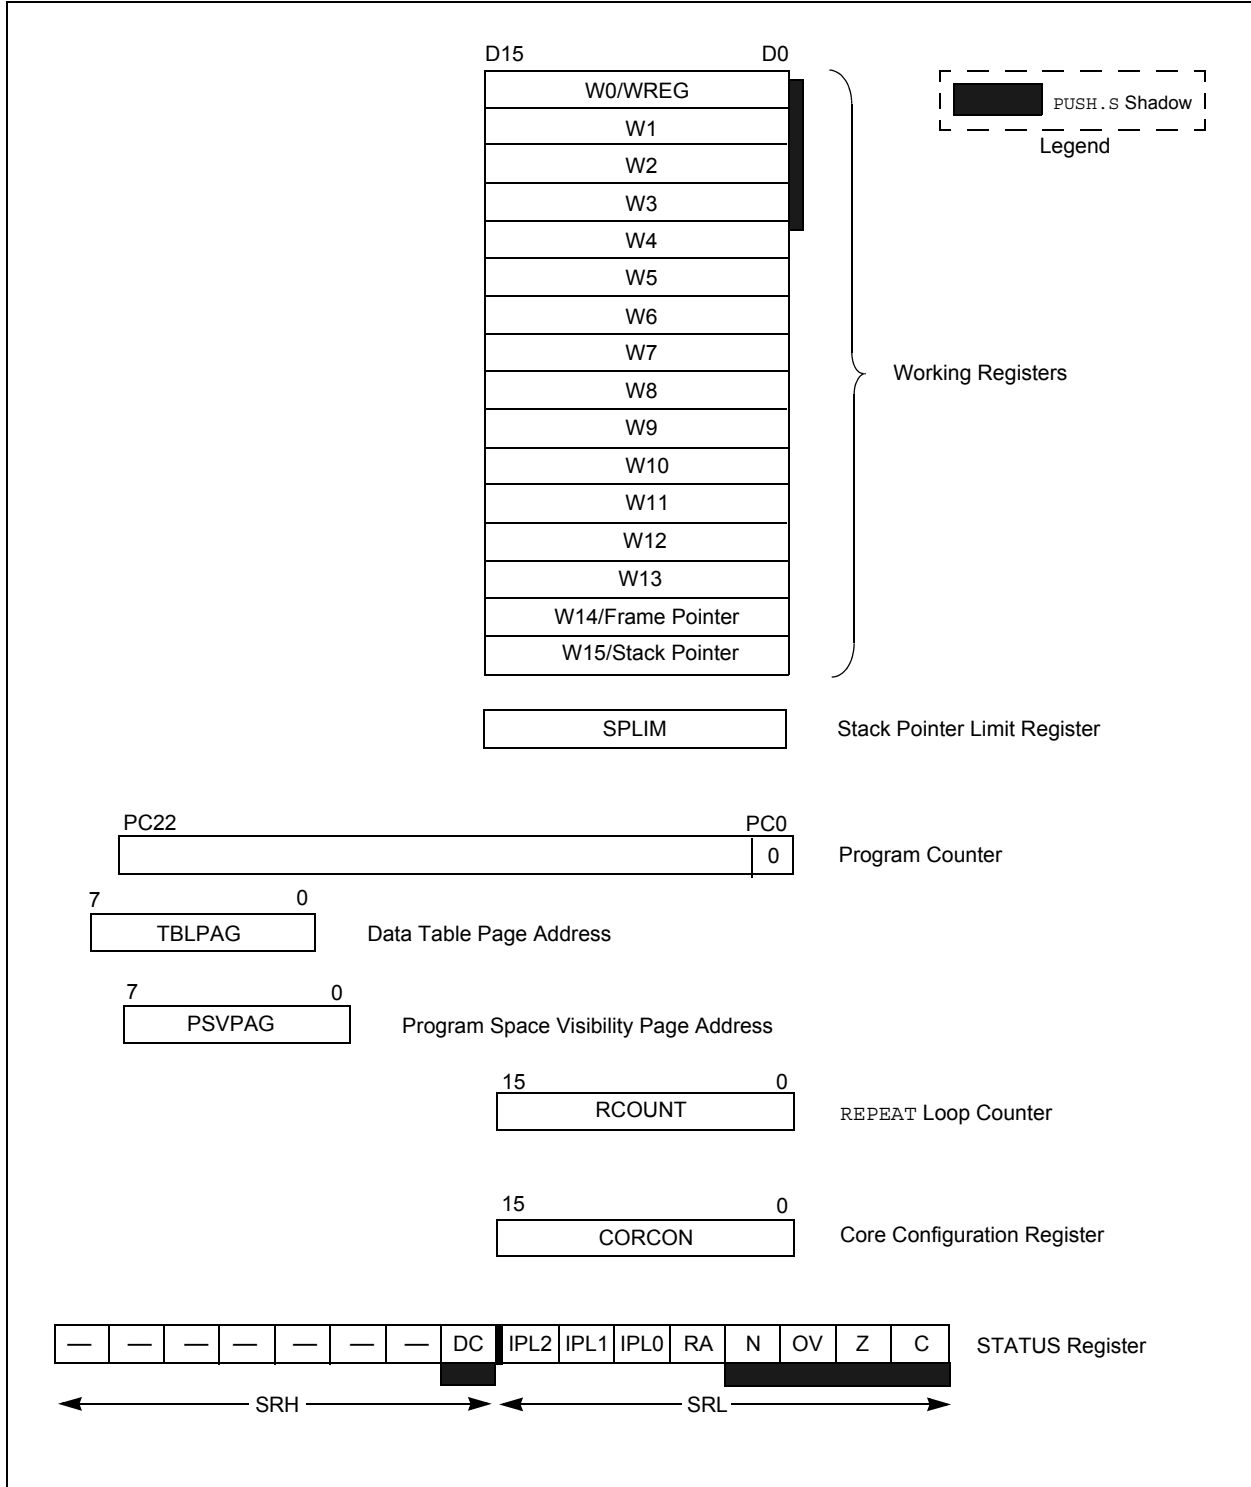 D15 D0
W0/WREG
PUSH.S Shadow
W1
Legend
W2
W3
W4
W5
W6
W7
W8
Working Registers
W9
W10
W11
W12
W13
W14/Frame Pointer
W15/Stack Pointer
SPLIM Stack Pointer Limit Register
PC22 PC0
0 Program Counter
7 0
TBLPAG Data Table Page Address
7 0
PSVPAG Program Space Visibility Page Address
15 0
RCOUNT REPEAT Loop Counter
15 0
CORCON Core Configuration Register
— — — — — — — DC IPL2 IPL1 IPL0 RA N OV Z C STATUS Register
SRH SRL